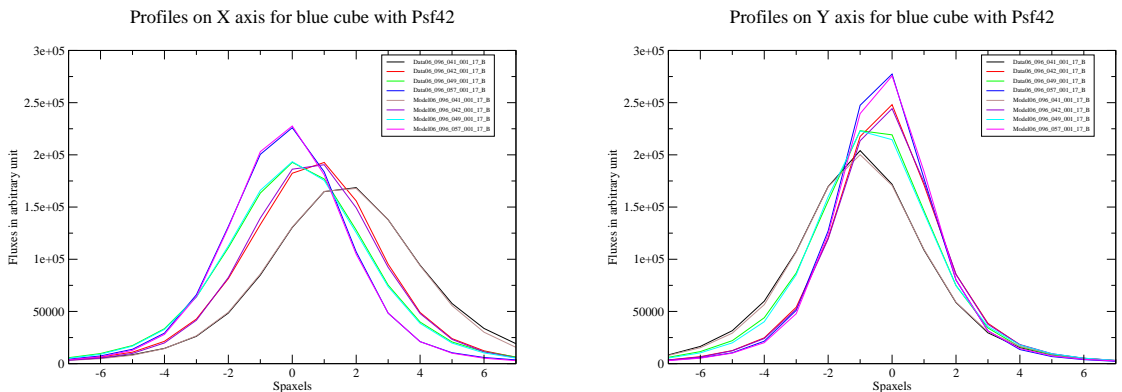 Profiles on X axis for blue cube with Psf42
3e+05
2.5e+05
2e+05
1.5e+05
1e+05
50000
0
Fluxes in arbitrary unit
-6
-4
-2
0
2
4
6
Spaxels
Data06_096_041_001_17_B
Data06_096_042_001_17_B
Data06_096_049_001_17_B
Data06_096_057_001_17_B
Model06_096_041_001_17_B
Model06_096_042_001_17_B
Model06_096_049_001_17_B
Model06_096_057_001_17_B
Profiles on Y axis for blue cube with Psf42
3e+05
2.5e+05
2e+05
1.5e+05
1e+05
50000
0
Fluxes in arbitrary unit
-6
-4
-2
0
2
4
6
Spaxels
Data06_096_041_001_17_B
Data06_096_042_001_17_B
Data06_096_049_001_17_B
Data06_096_057_001_17_B
Model06_096_041_001_17_B
Model06_096_042_001_17_B
Model06_096_049_001_17_B
Model06_096_057_001_17_B